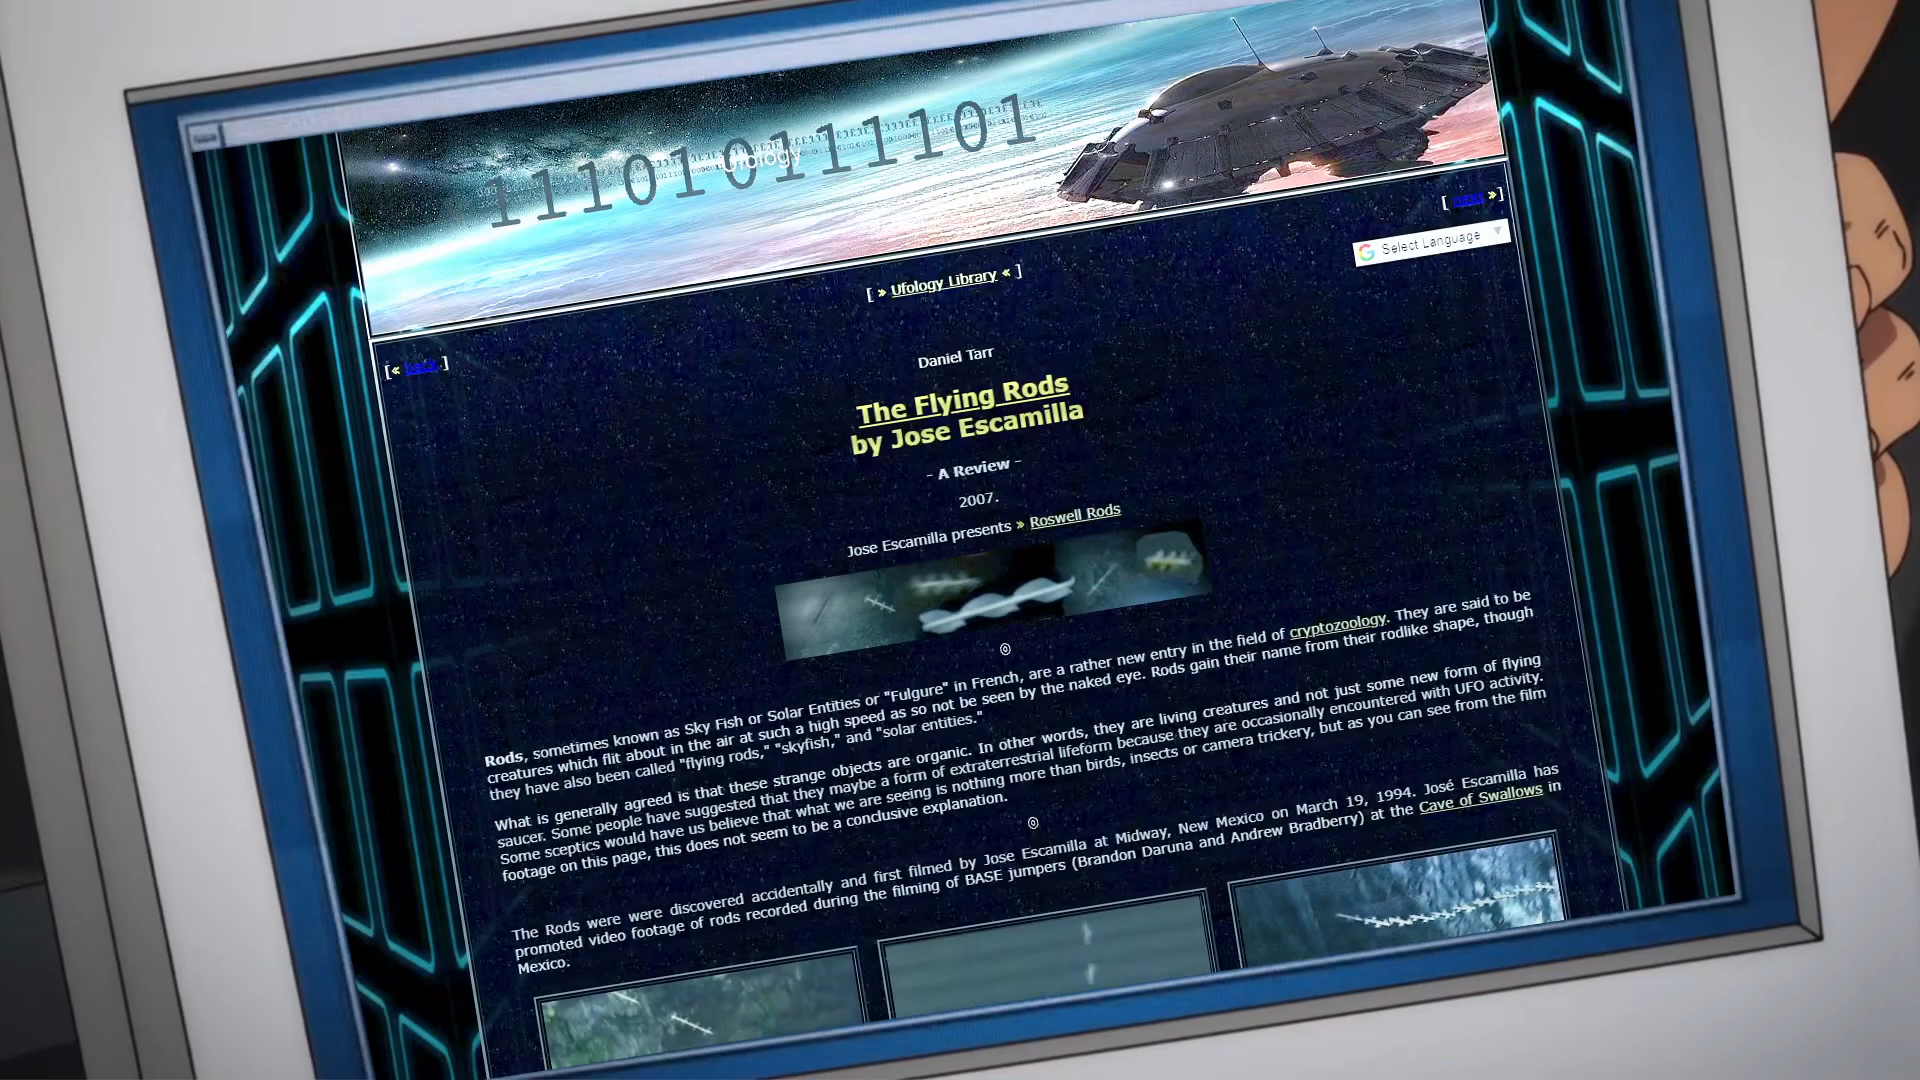 11101011101
ufology
[ next » ]
Select Language
[ » Ufology Library « ]
[ « back ]
Daniel Tarr
The Flying Rods
by Jose Escamilla
- A Review -
2007.
Jose Escamilla presents » Roswell Rods
Rods, sometimes known as Sky Fish or Solar Entities or "Fulgure" in French, are a rather new entry in the field of cryptozoology. They are said to be
creatures which flit about in the air at such a high speed as so not be seen by the naked eye. Rods gain their name from their rodlike shape, though
they have also been called "flying rods," "skyfish," and "solar entities."
What is generally agreed is that these strange objects are organic. In other words, they are living creatures and not just some new form of flying
saucer. Some people have suggested that they maybe a form of extraterrestrial lifeform because they are occasionally encountered with UFO activity.
Some sceptics would have us believe that what we are seeing is nothing more than birds, insects or camera trickery, but as you can see from the film
footage on this page, this does not seem to be a conclusive explanation.
The Rods were were discovered accidentally and first filmed by Jose Escamilla at Midway, New Mexico on March 19, 1994. José Escamilla has
promoted video footage of rods recorded during the filming of BASE jumpers (Brandon Daruna and Andrew Bradberry) at the Cave of Swallows in
Mexico.